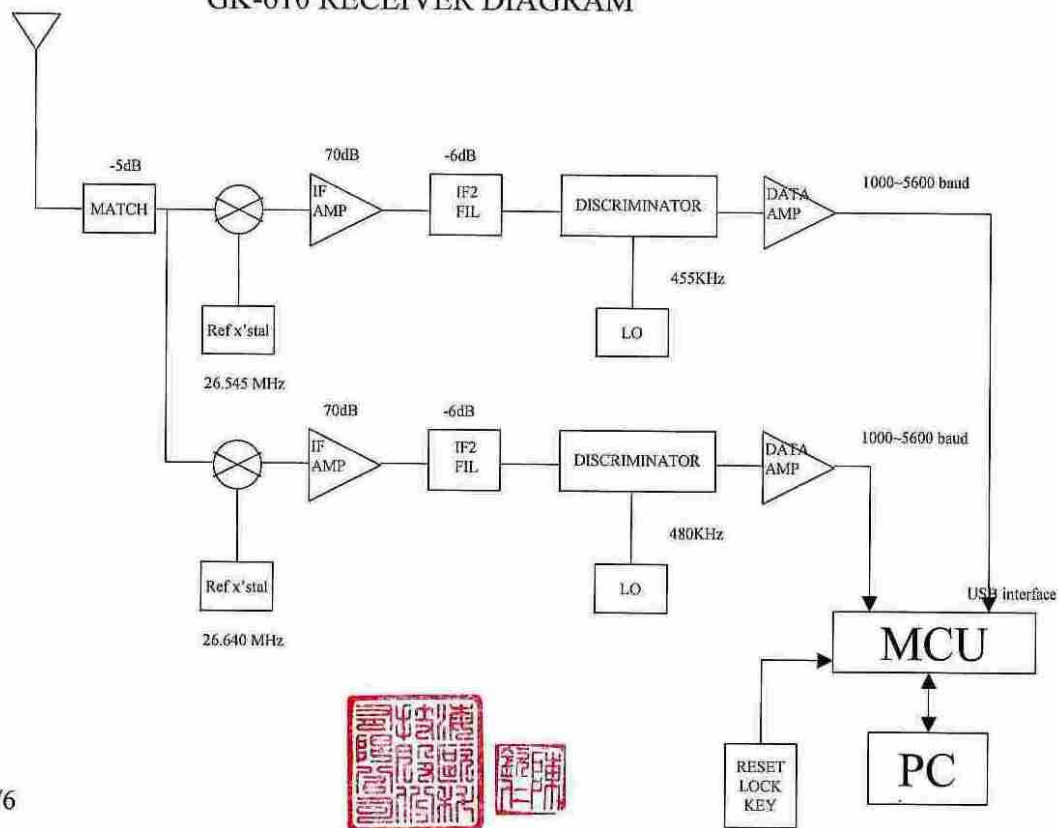 RECEIVER DIAGRAM
-5dB
MATCH
70dB
IF
AMP
-6dB
IF2
FIL
DISCRIMINATOR
DATA
AMP
1000~5600 baud
Ref x'stal
26.545 MHz
455KHz
LO
70dB
IF
AMP
-6dB
IF2
FIL
DISCRIMINATOR
DATA
AMP
1000~5600 baud
Ref x'stal
26.640 MHz
480KHz
LO
USB interface
MCU
RESET
LOCK
KEY
PC